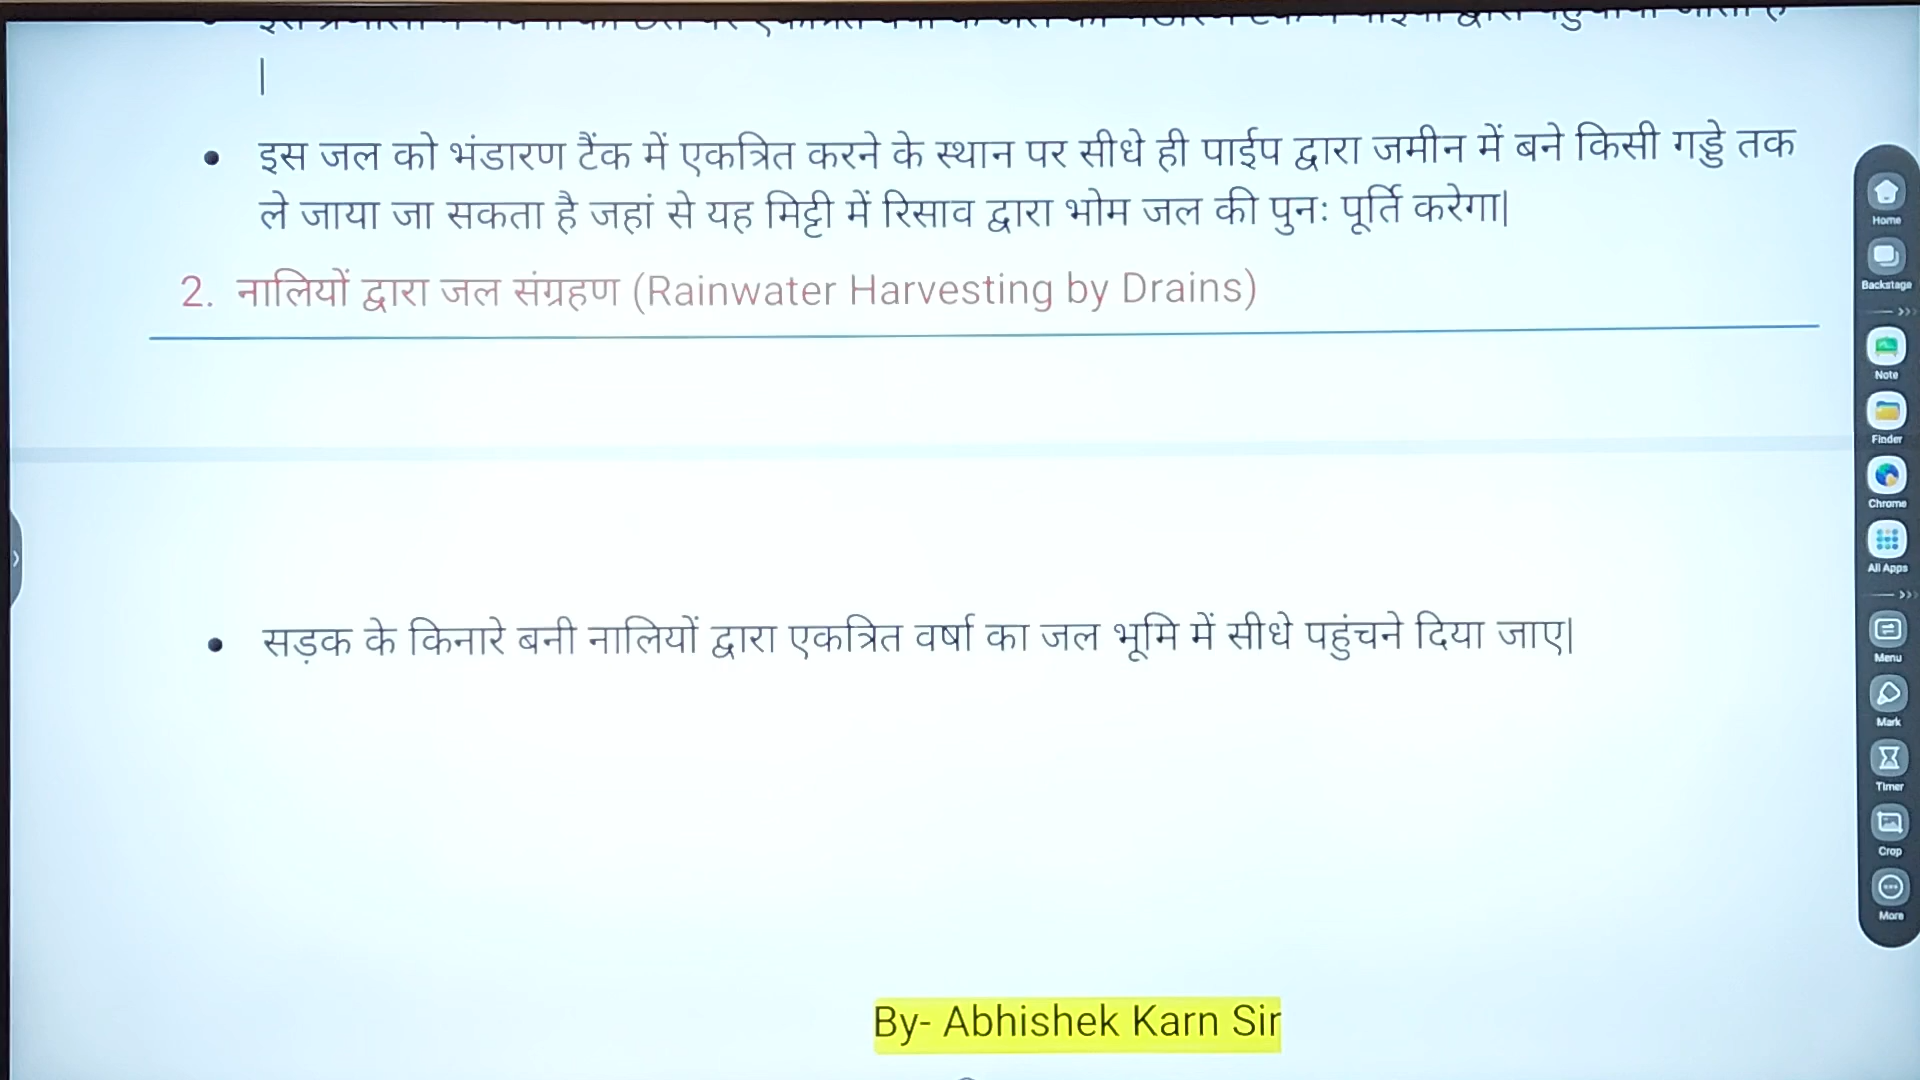 |
• इस जल को भंडारण टैंक में एकत्रित करने के स्थान पर सीधे ही पाईप द्वारा जमीन में बने किसी गड्ढे तक
ले जाया जा सकता है जहां से यह मिट्टी में रिसाव द्वारा भोम जल की पुनः पूर्ति करेगा|
2. नालियों द्वारा जल संग्रहण (Rainwater Harvesting by Drains)
• सड़क के किनारे बनी नालियों द्वारा एकत्रित वर्षा का जल भूमि में सीधे पहुंचने दिया जाए|
By- Abhishek Karn Sir
Home
Backstage
Note
Finder
Chrome
All Apps
Menu
Mark
Timer
Crop
More